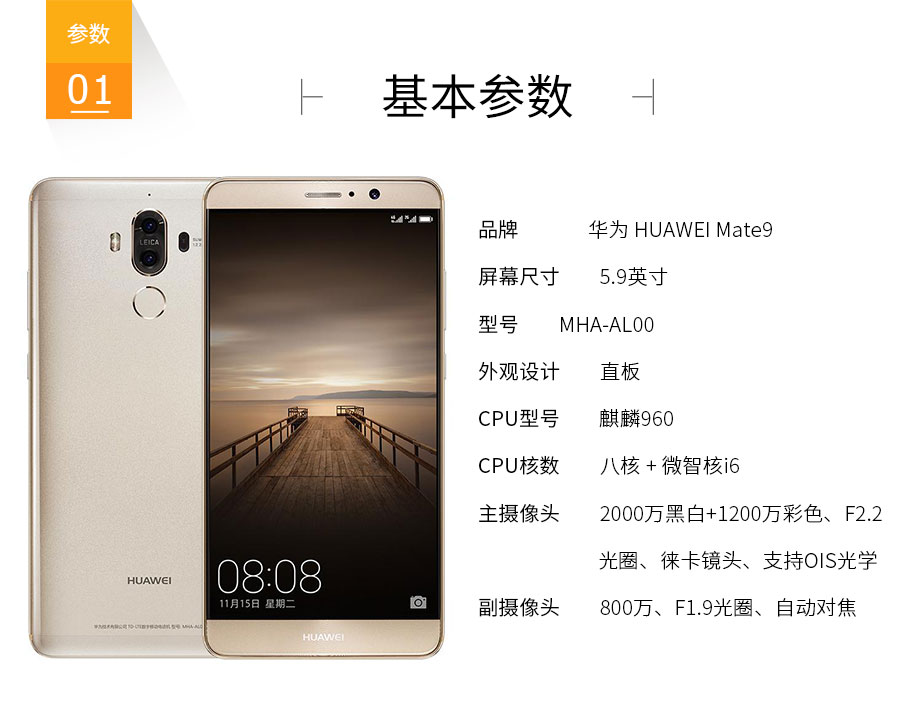 参数
01
基本参数
LEICA
HUAWEI
08:08
11月15日 星期二
HUAWEI
品牌 华为 HUAWEI Mate9
屏幕尺寸 5.9英寸
型号 MHA-AL00
外观设计 直板
CPU型号 麒麟960
CPU核数 八核 + 微智核i6
主摄像头 2000万黑白+1200万彩色、F2.2
光圈、徕卡镜头、支持OIS光学
副摄像头 800万、F1.9光圈、自动对焦